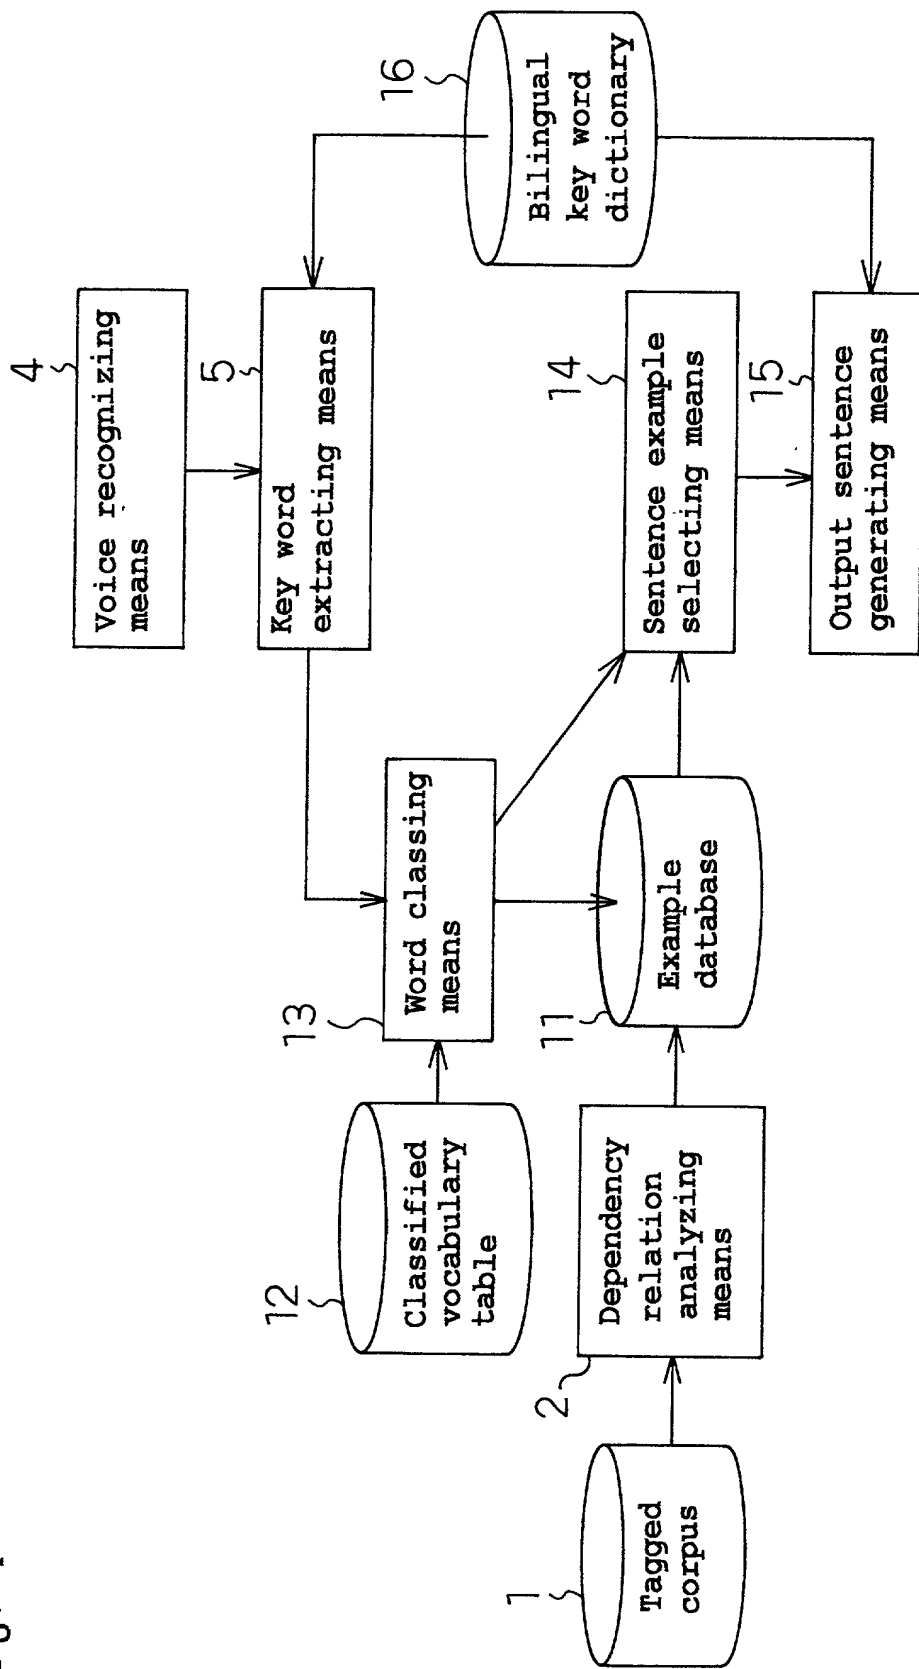 4
Voice recognizing
means
5
Key word
extracting means
16
Bilingual
key word
dictionary
13
Word classing
means
12
Classified
vocabulary
table
14
Sentence example
selecting means
11
Example
database
2
Dependency
relation
analyzing
means
1
Tagged
corpus
15
Output sentence
generating means